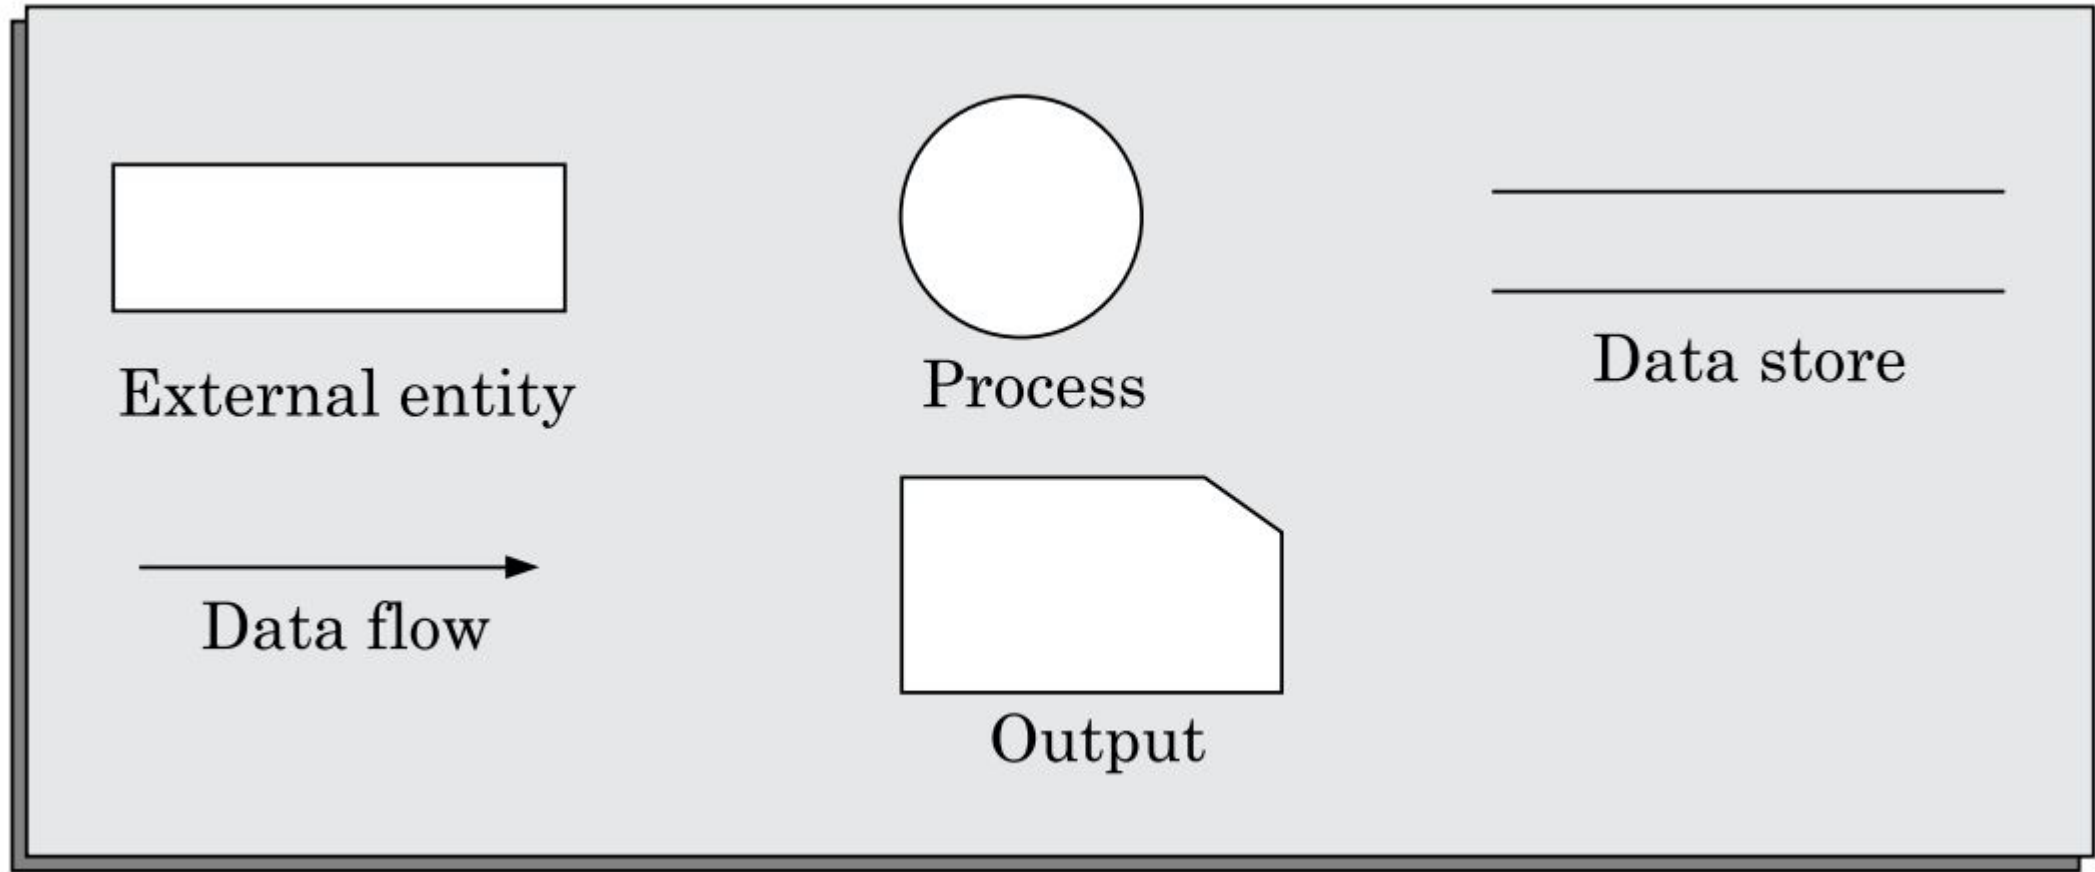 External entity
Process
Data store
Data flow
Output